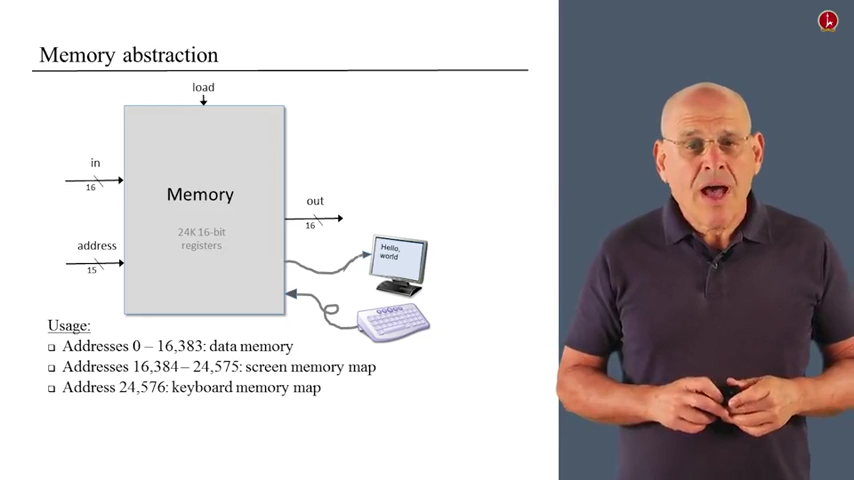 Memory abstraction
load
in
16
Memory
out
24K 16-bit
registers
16
address
15
Hello,
world
Usage:
❑ Addresses 0 – 16,383: data memory
❑ Addresses 16,384 – 24,575: screen memory map
❑ Address 24,576: keyboard memory map